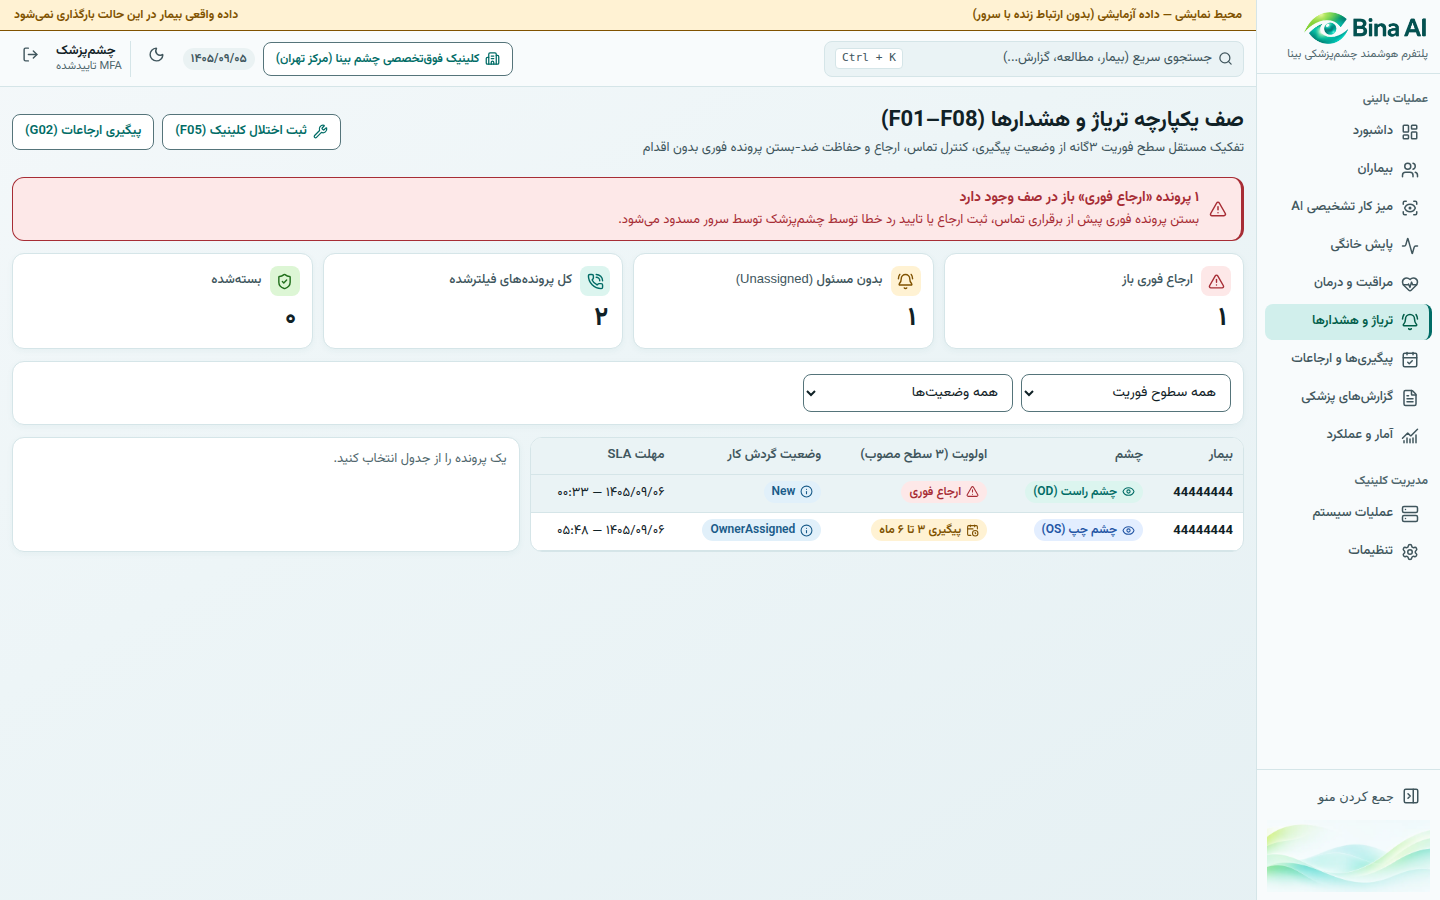 محیط نمایشی — داده آزمایشی (بدون ارتباط زنده با سرور)
داده واقعی بیمار در این حالت بارگذاری نمی‌شود
Bina AI
پلتفرم هوشمند چشم‌پزشکی بینا
عملیات بالینی
داشبورد
بیماران
میز کار تشخیصی AI
پایش خانگی
مراقبت و درمان
تریاژ و هشدارها
پیگیری‌ها و ارجاعات
گزارش‌های پزشکی
آمار و عملکرد
مدیریت کلینیک
عملیات سیستم
تنظیمات
جمع کردن منو
جستجوی سریع (بیمار، مطالعه، گزارش...)
Ctrl + K
کلینیک فوق‌تخصصی چشم بینا (مرکز تهران)
۱۴۰۵/۰۹/۰۵
چشم‌پزشک
MFA تاییدشده
صف یکپارچه تریاژ و هشدارها (F01–F08)
تفکیک مستقل سطح فوریت ۳گانه از وضعیت پیگیری، کنترل تماس، ارجاع و حفاظت ضد-بستن پرونده فوری بدون اقدام
ثبت اختلال کلینیک (F05)
پیگیری ارجاعات (G02)
۱ پرونده «ارجاع فوری» باز در صف وجود دارد
بستن پرونده فوری پیش از برقراری تماس، ثبت ارجاع یا تایید رد خطا توسط چشم‌پزشک توسط سرور مسدود می‌شود.
ارجاع فوری باز
۱
بدون مسئول (Unassigned)
۱
کل پرونده‌های فیلترشده
۲
بسته‌شده
۰
همه سطوح فوریت
همه وضعیت‌ها
بیمار چشم اولویت (۳ سطح مصوب) وضعیت گردش کار مهلت SLA
44444444 چشم راست (OD) ارجاع فوری New ۱۴۰۵/۰۹/۰۶ — ۰۰:۳۳
44444444 چشم چپ (OS) پیگیری ۳ تا ۶ ماه OwnerAssigned ۱۴۰۵/۰۹/۰۶ — ۰۵:۴۸
یک پرونده را از جدول انتخاب کنید.